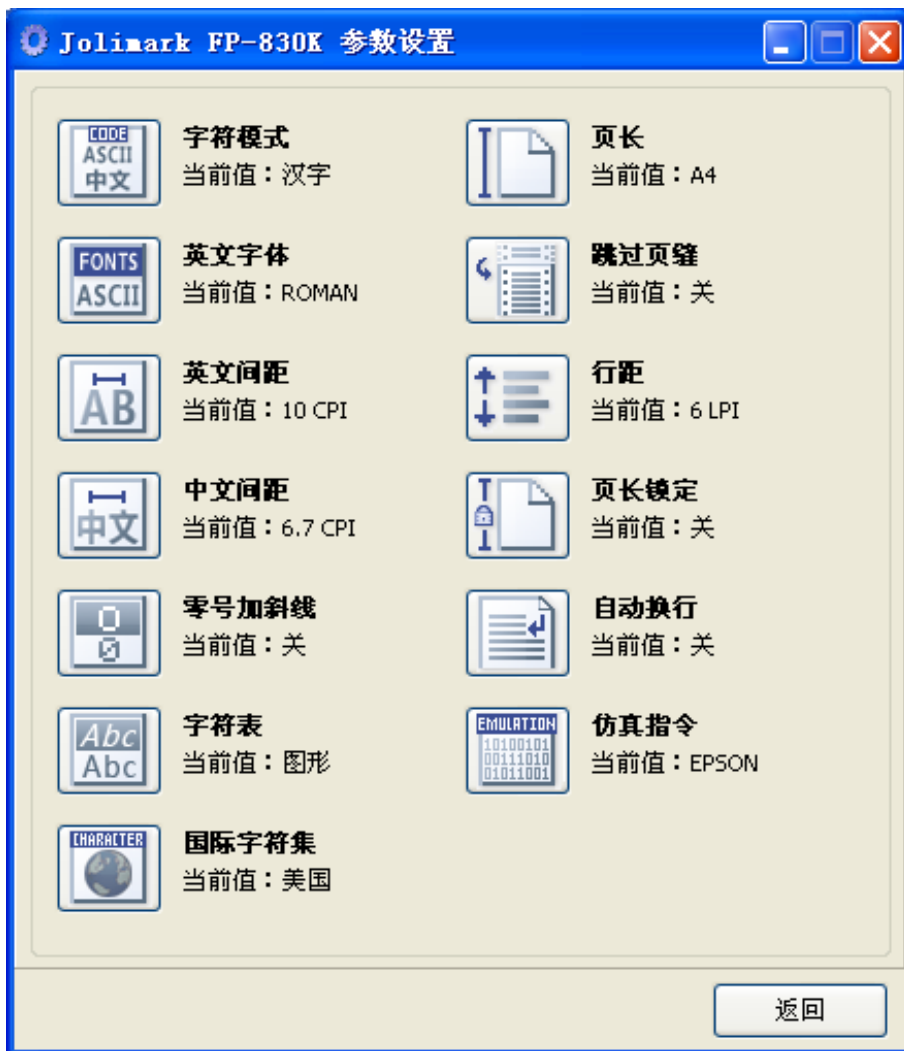 Jolimark FP-830K 参数设置
CODE
ASCII
中文
字符模式
当前值：汉字
页长
当前值：A4
FONTS
ASCII
英文字体
当前值：ROMAN
跳过页缝
当前值：关
AB
英文间距
当前值：10 CPI
行距
当前值：6 LPI
中文
中文间距
当前值：6.7 CPI
页长锁定
当前值：关
0
0
零号加斜线
当前值：关
自动换行
当前值：关
Abc
Abc
字符表
当前值：图形
EMULATION
10100101
00111010
01011001
仿真指令
当前值：EPSON
CHARACTER
国际字符集
当前值：美国
返回